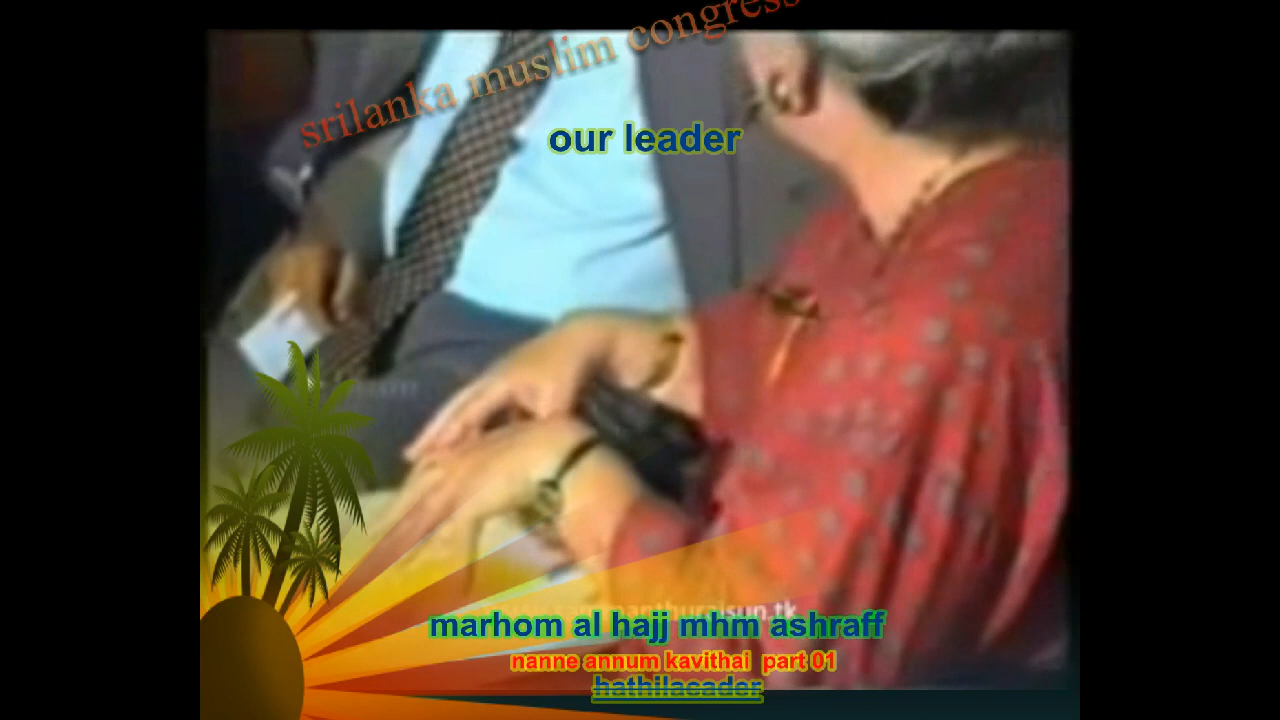 srilanka muslim congress
our leader
marhom al hajj mhm ashraff
nanne annum kavithai part 01
hathilacader